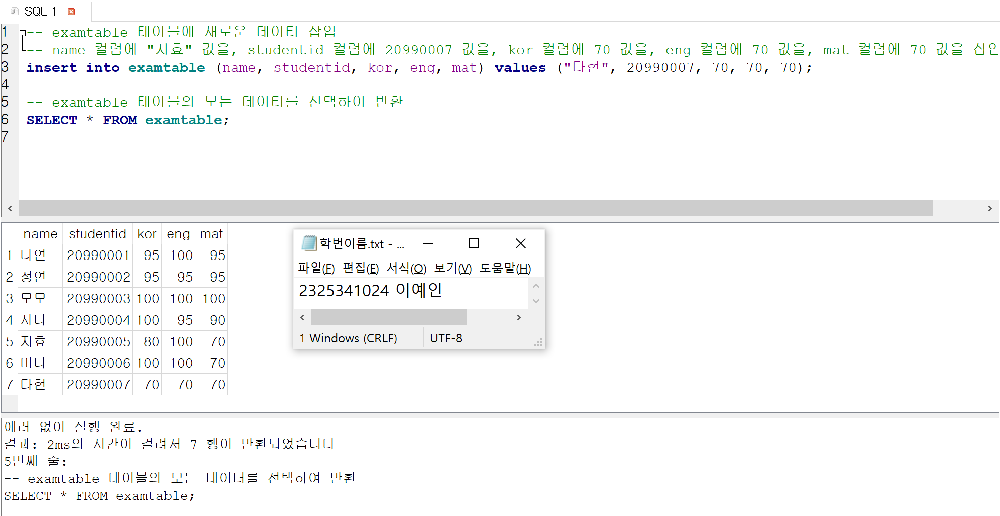 SQL 1
1 -- examtable 테이블에 새로운 데이터 삽입
2 -- name 컬럼에 "지효" 값을, studentid 컬럼에 20990007 값을, kor 컬럼에 70 값을, eng 컬럼에 70 값을, mat 컬럼에 70 값을 삽입
3 insert into examtable (name, studentid, kor, eng, mat) values ("다현", 20990007, 70, 70, 70);
4
5 -- examtable 테이블의 모든 데이터를 선택하여 반환
6 SELECT * FROM examtable;
7
name studentid kor eng mat
1 나연 20990001 95 100 95
2 정연 20990002 95 95 95
3 모모 20990003 100 100 100
4 사나 20990004 100 95 90
5 지효 20990005 80 100 70
6 미나 20990006 100 100 70
7 다현 20990007 70 70 70
학번이름.txt - ...
파일(F) 편집(E) 서식(O) 보기(V) 도움말(H)
2325341024 이예인
1 Windows (CRLF) UTF-8
에러 없이 실행 완료.
결과: 2ms의 시간이 걸려서 7 행이 반환되었습니다
5번째 줄:
-- examtable 테이블의 모든 데이터를 선택하여 반환
SELECT * FROM examtable;